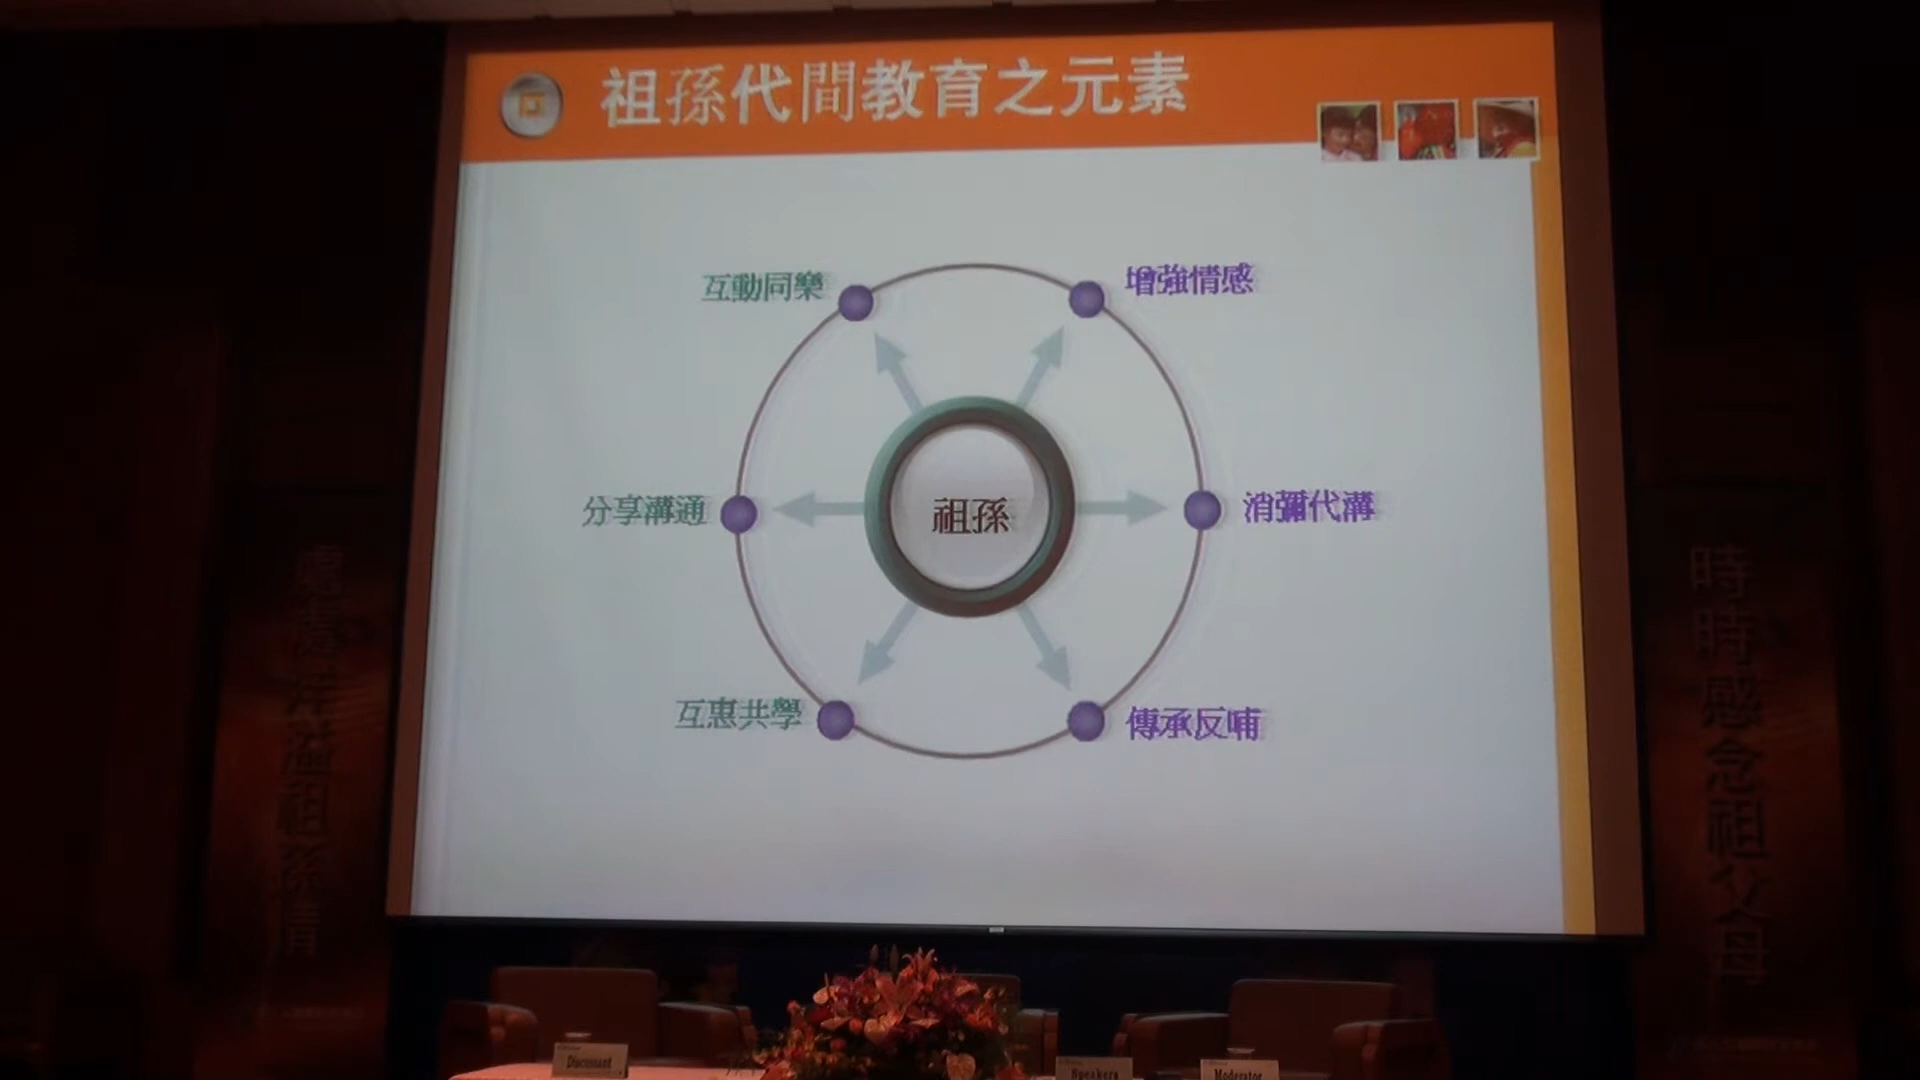 祖孫代間教育之元素
互動同樂
增強情感
分享溝通
祖孫
消彌代溝
互惠共學
傳承反哺
時時感念祖父母
Discussant
Speakers
Moderator